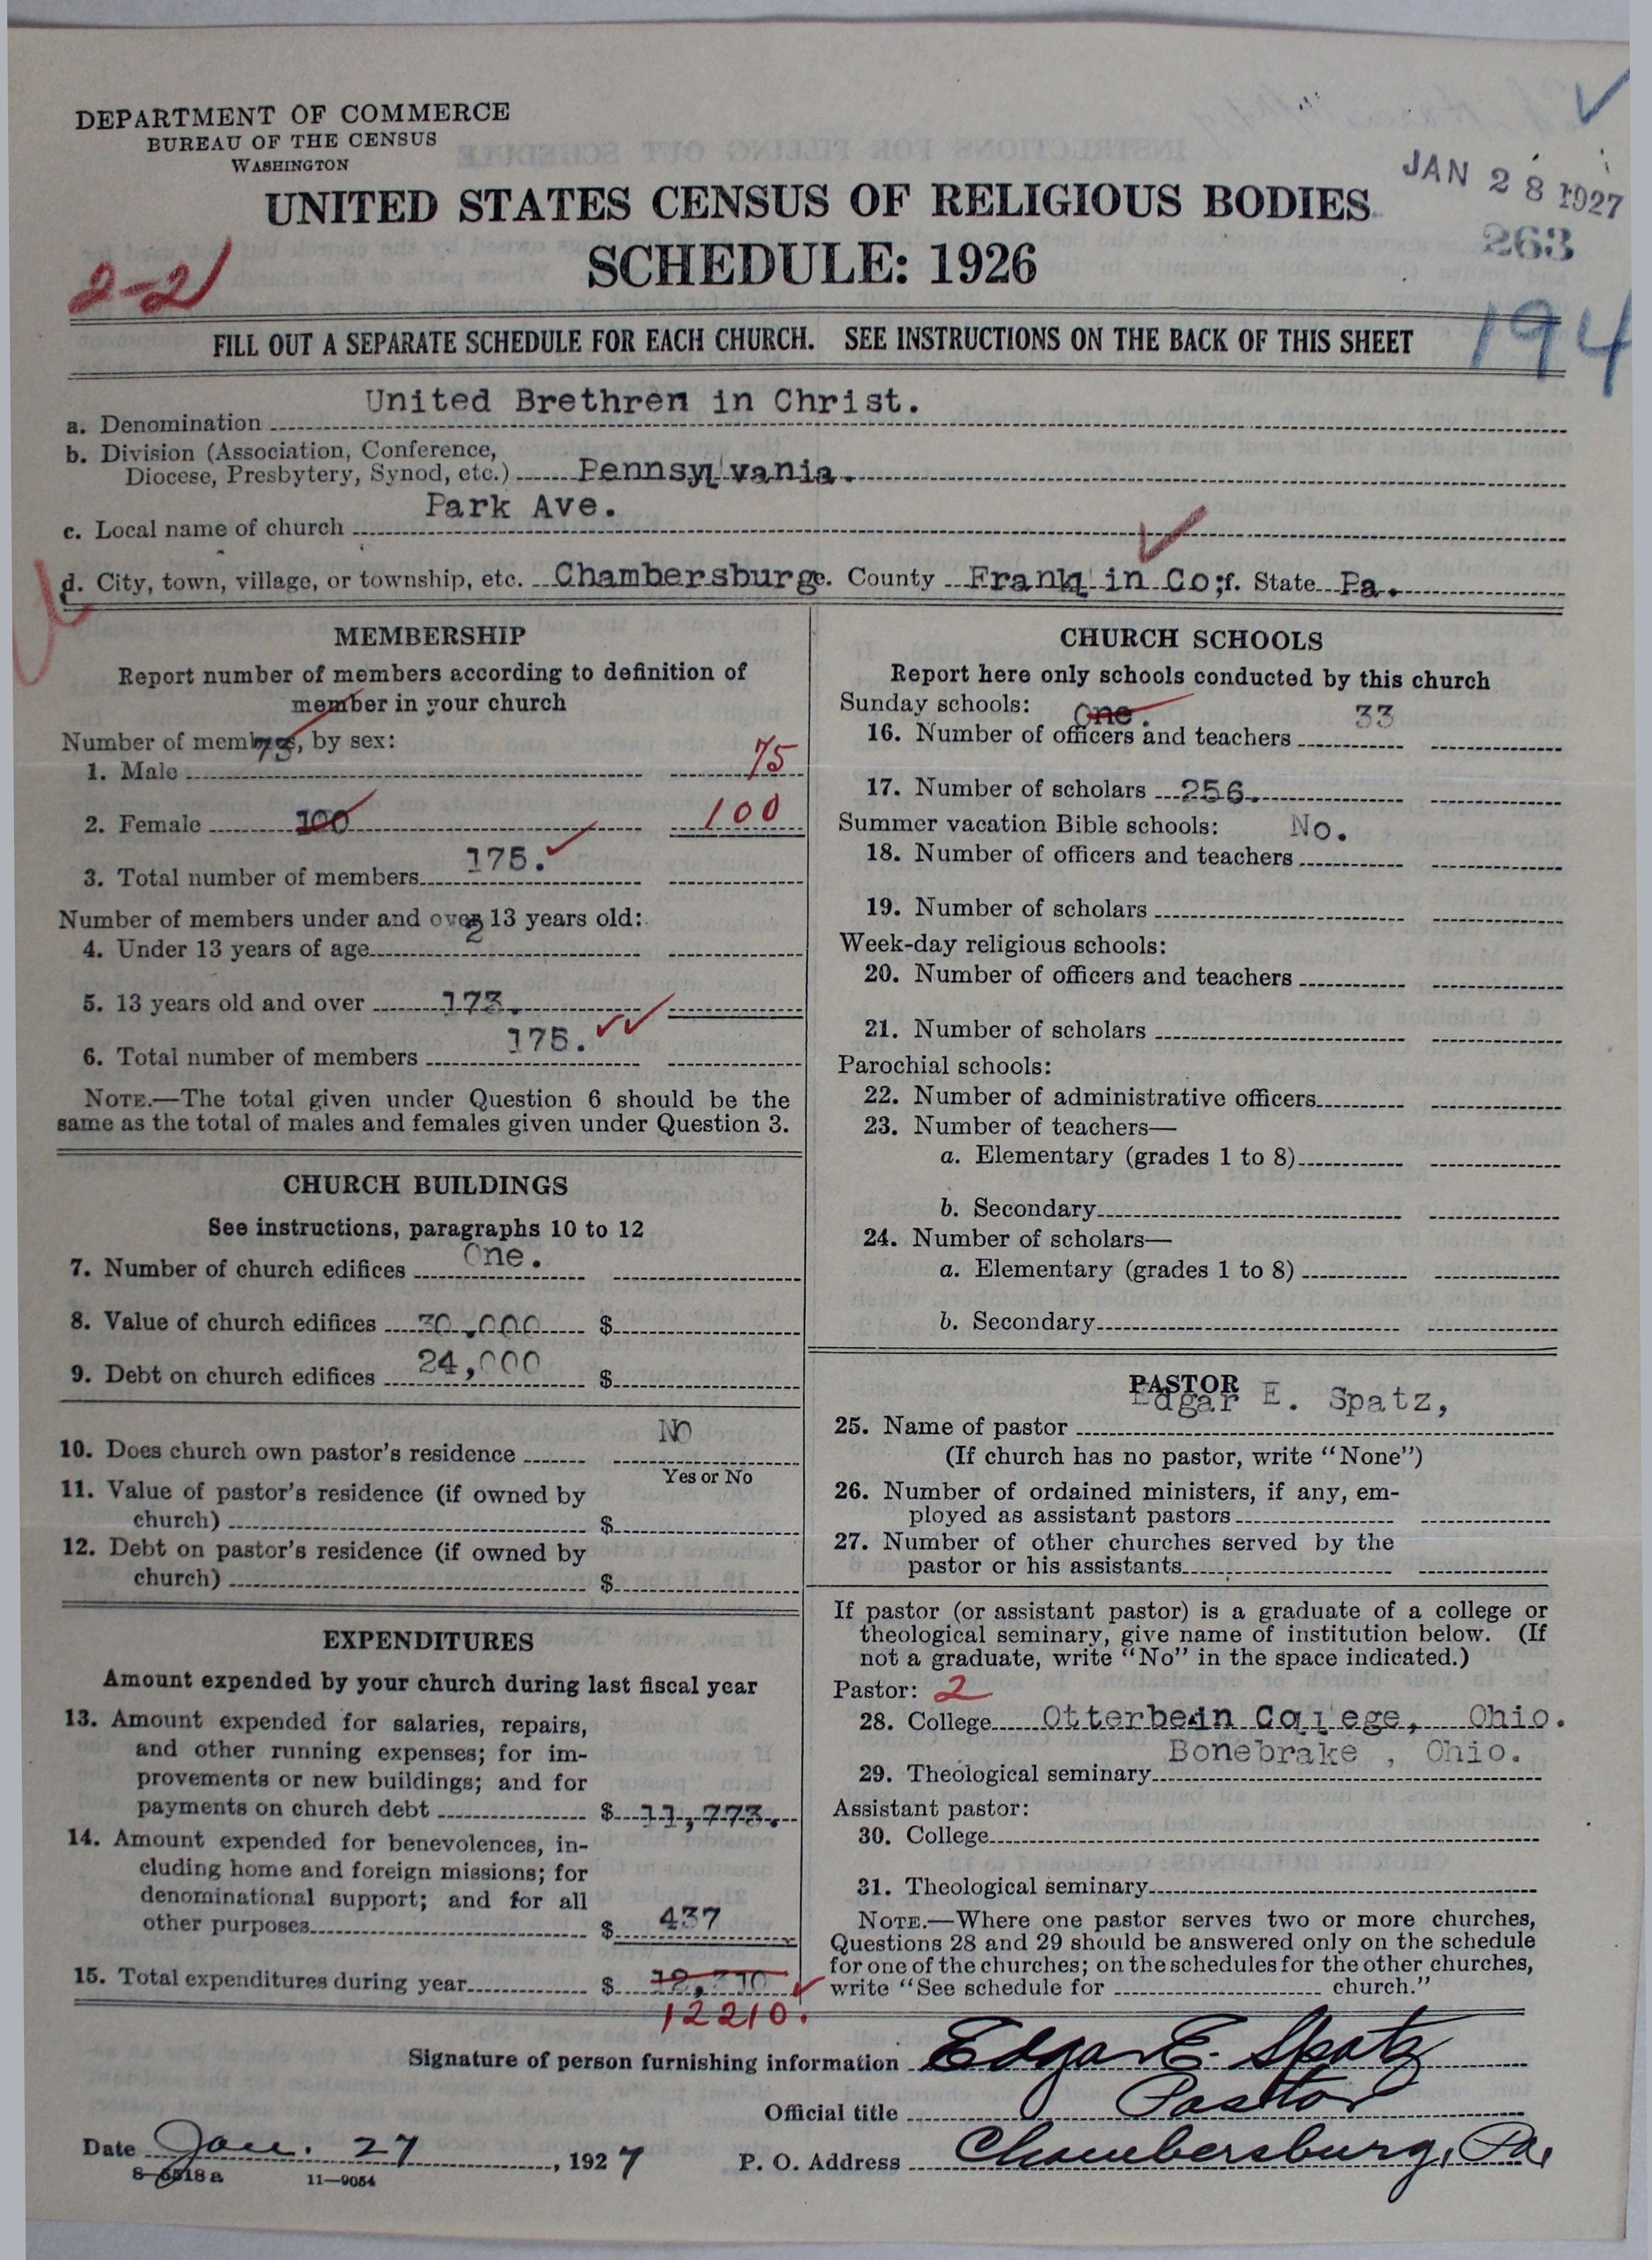 DEPARTMENT OF COMMERCE
BUREAU OF THE CENSUS
WASHINGTON
UNITED STATES CENSUS OF RELIGIOUS BODIES
SCHEDULE: 1926
JAN 28 1927
263
2-2
194
FILL OUT A SEPARATE SCHEDULE FOR EACH CHURCH. SEE INSTRUCTIONS ON THE BACK OF THIS SHEET
a. Denomination United Brethren in Christ.
b. Division (Association, Conference,
Diocese, Presbytery, Synod, etc.) Pennsylvania.
c. Local name of church Park Ave.
d. City, town, village, or township, etc. Chambersburg e. County Franklin Co; f. State Pa.
MEMBERSHIP
Report number of members according to definition of
member in your church
Number of members, by sex:
1. Male 75 75
2. Female 100 100
3. Total number of members 175.
Number of members under and over 13 years old:
4. Under 13 years of age 2
5. 13 years old and over 173.
6. Total number of members 175.
NOTE.—The total given under Question 6 should be the
same as the total of males and females given under Question 3.
CHURCH BUILDINGS
See instructions, paragraphs 10 to 12
7. Number of church edifices One.
8. Value of church edifices 30,000 $
9. Debt on church edifices 24,000 $
10. Does church own pastor's residence NO
Yes or No
11. Value of pastor's residence (if owned by
church) $
12. Debt on pastor's residence (if owned by
church) $
EXPENDITURES
Amount expended by your church during last fiscal year
13. Amount expended for salaries, repairs,
and other running expenses; for im-
provements or new buildings; and for
payments on church debt $ 11,773.
14. Amount expended for benevolences, in-
cluding home and foreign missions; for
denominational support; and for all
other purposes $ 437
15. Total expenditures during year $ 12,310
12210.
CHURCH SCHOOLS
Report here only schools conducted by this church
Sunday schools: One.
16. Number of officers and teachers 33
17. Number of scholars 256.
Summer vacation Bible schools: No.
18. Number of officers and teachers
19. Number of scholars
Week-day religious schools:
20. Number of officers and teachers
21. Number of scholars
Parochial schools:
22. Number of administrative officers
23. Number of teachers—
a. Elementary (grades 1 to 8)
b. Secondary
24. Number of scholars—
a. Elementary (grades 1 to 8)
b. Secondary
PASTOR
25. Name of pastor Edgar E. Spatz,
(If church has no pastor, write "None")
26. Number of ordained ministers, if any, em-
ployed as assistant pastors
27. Number of other churches served by the
pastor or his assistants
If pastor (or assistant pastor) is a graduate of a college or
theological seminary, give name of institution below. (If
not a graduate, write "No" in the space indicated.)
Pastor: 2
28. College Otterbein College, Ohio.
29. Theological seminary Bonebrake , Ohio.
Assistant pastor:
30. College
31. Theological seminary
NOTE.—Where one pastor serves two or more churches,
Questions 28 and 29 should be answered only on the schedule
for one of the churches; on the schedules for the other churches,
write "See schedule for church."
Signature of person furnishing information Edgar E. Spatz
Official title Pastor
Date Jan. 27, 1927
P. O. Address Chambersburg, Pa.
8-5518a 11-9054